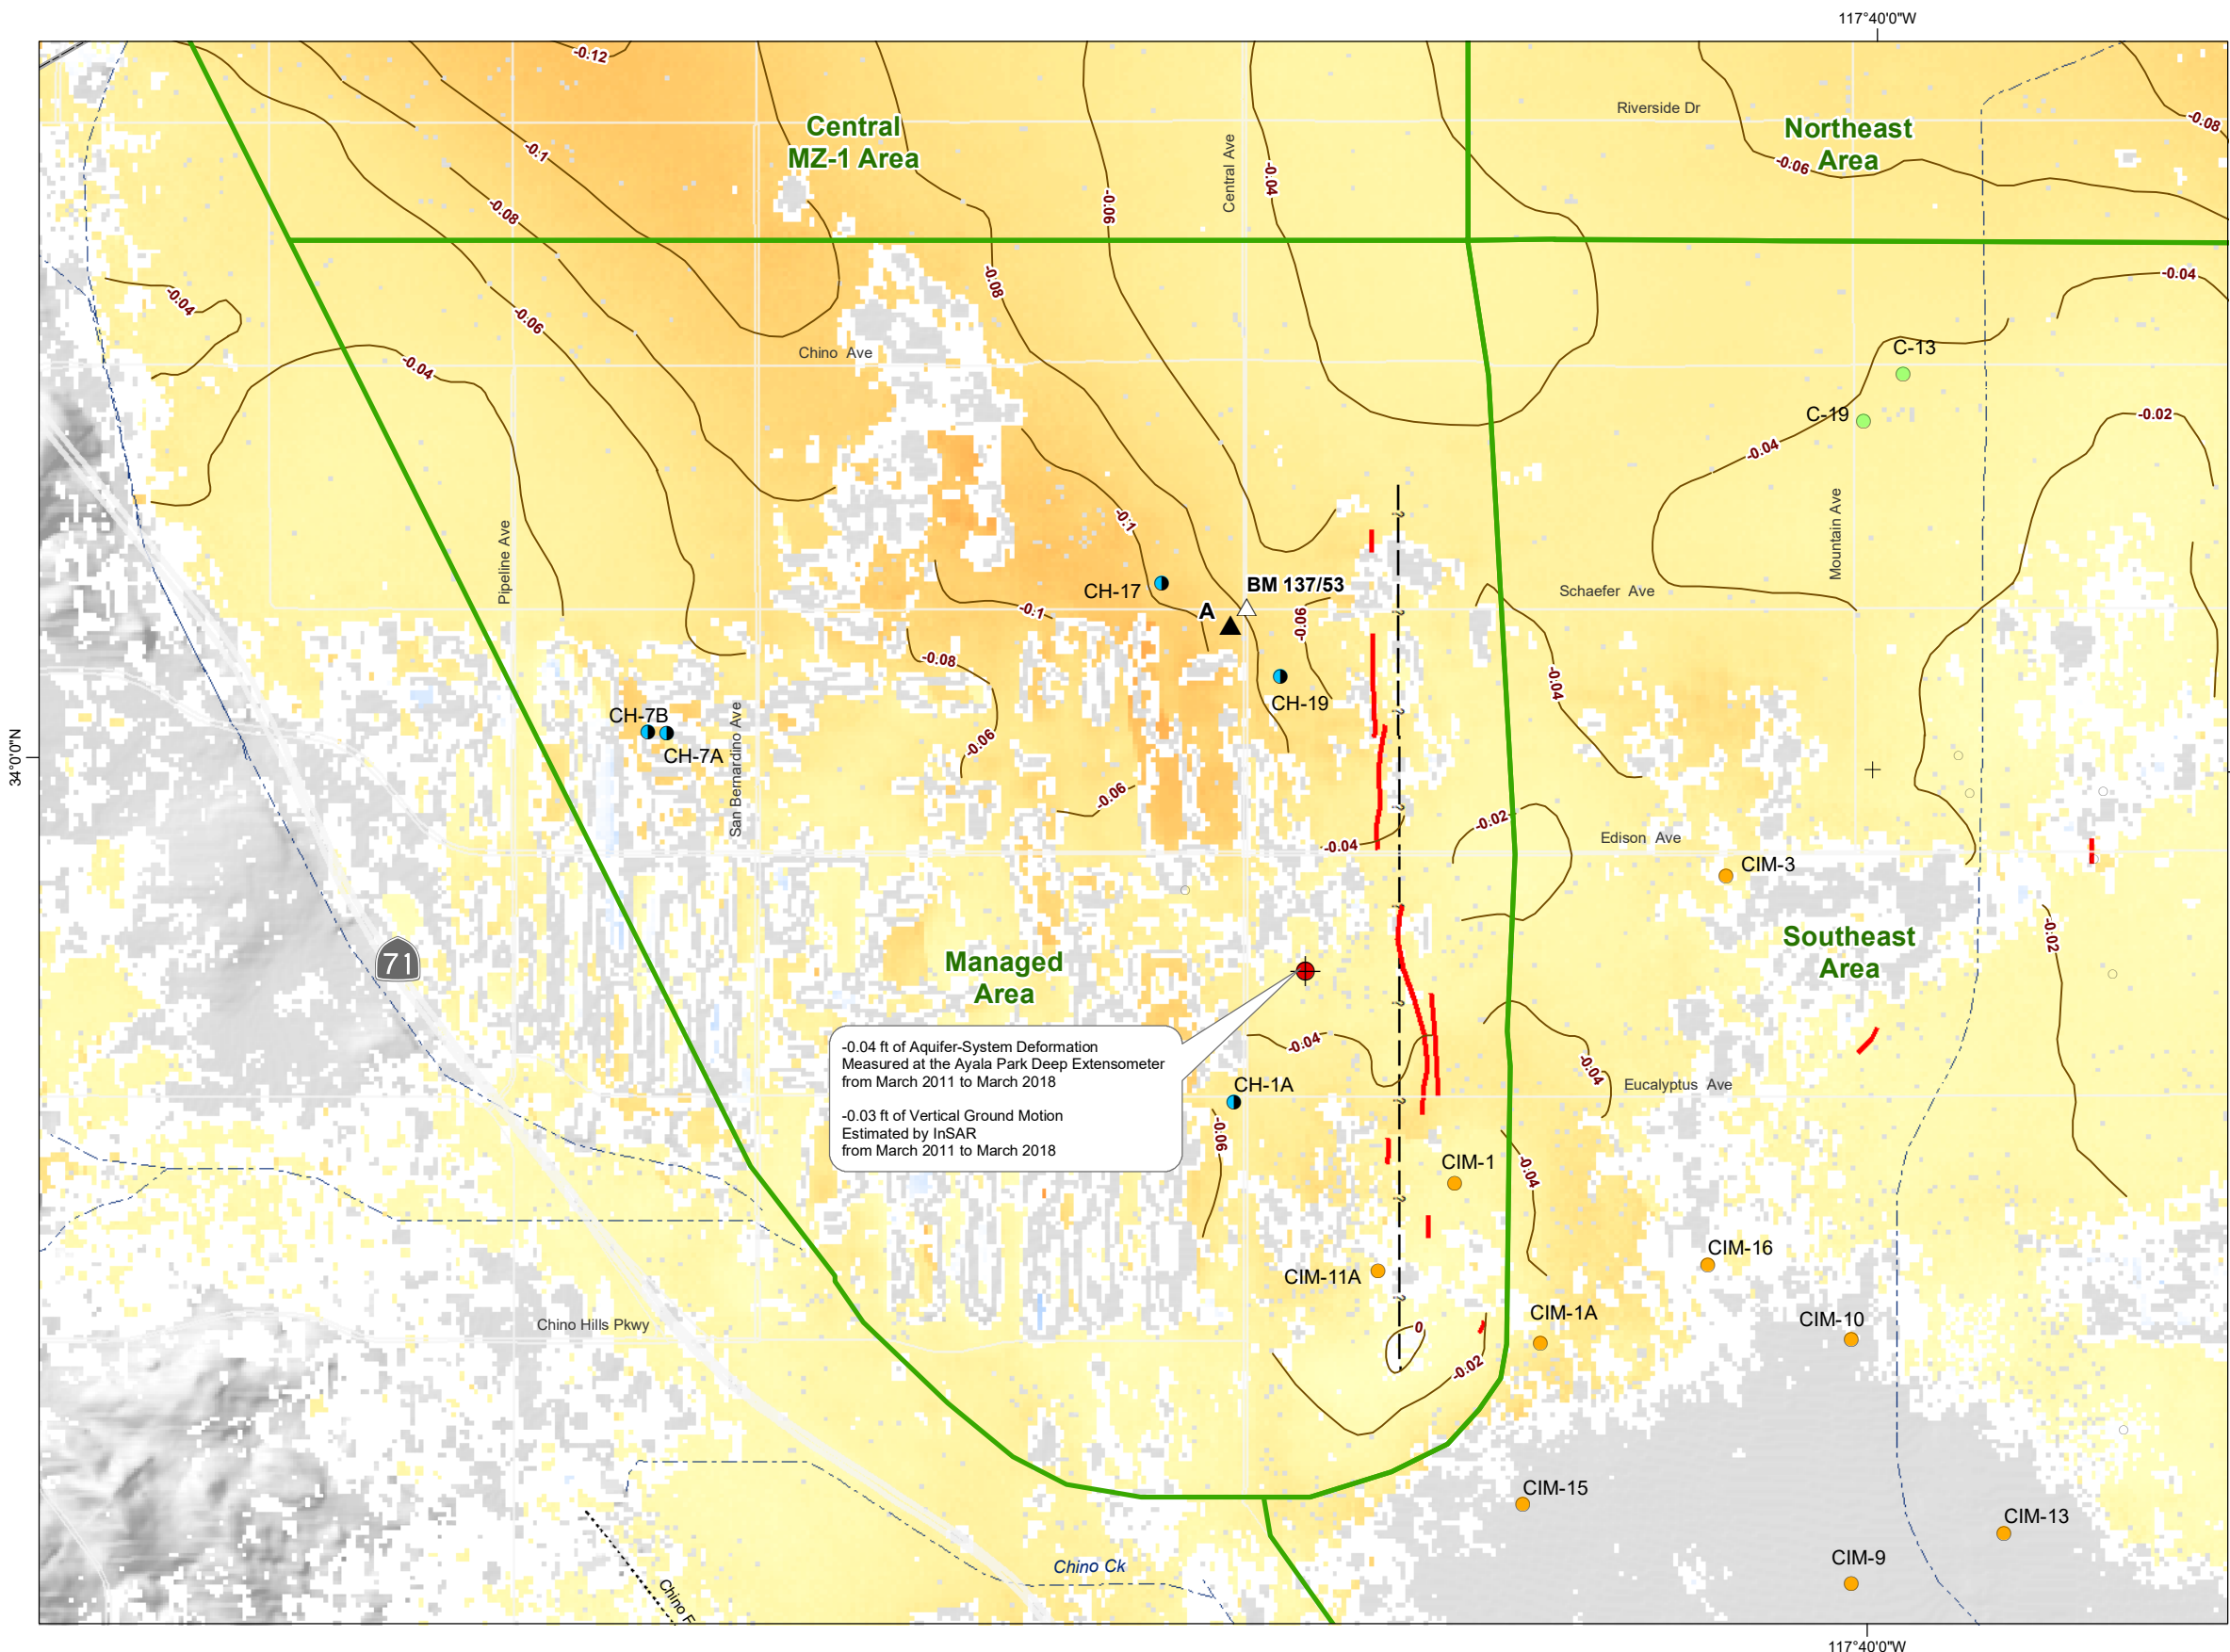 117°40'0"W
-0.12
Riverside Dr
Central
MZ-1 Area
Northeast
Area
-0.08
-0.1
-0.06
Central Ave
-0.04
-0.06
-0.08
-0.04
-0.08
-0.04
-0.06
Chino Ave
C-13
-0.04
C-19
-0.02
-0.04
-0.1
Pipeline Ave
Mountain Ave
?
CH-17
BM 137/53
Schaefer Ave
A
-0.1
-0.06
?
-0.08
-0.04
CH-19
CH-7B
CH-7A
San Bernardino Ave
-0.06
?
34°0'0"N
-0.06
?
-0.02
-0.04
Edison Ave
CIM-3
71
Managed
Area
?
Southeast
Area
-0.02
?
-0.04 ft of Aquifer-System Deformation
Measured at the Ayala Park Deep Extensometer
from March 2011 to March 2018
-0.03 ft of Vertical Ground Motion
Estimated by InSAR
from March 2011 to March 2018
-0.04
-0.04
CH-1A
Eucalyptus Ave
?
-0.06
CIM-1
-0.04
?
CIM-16
CIM-11A
?
Chino Hills Pkwy
0
CIM-1A
CIM-10
-0.02
CIM-15
CIM-13
Chino Ck
CIM-9
Chino F
117°40'0"W